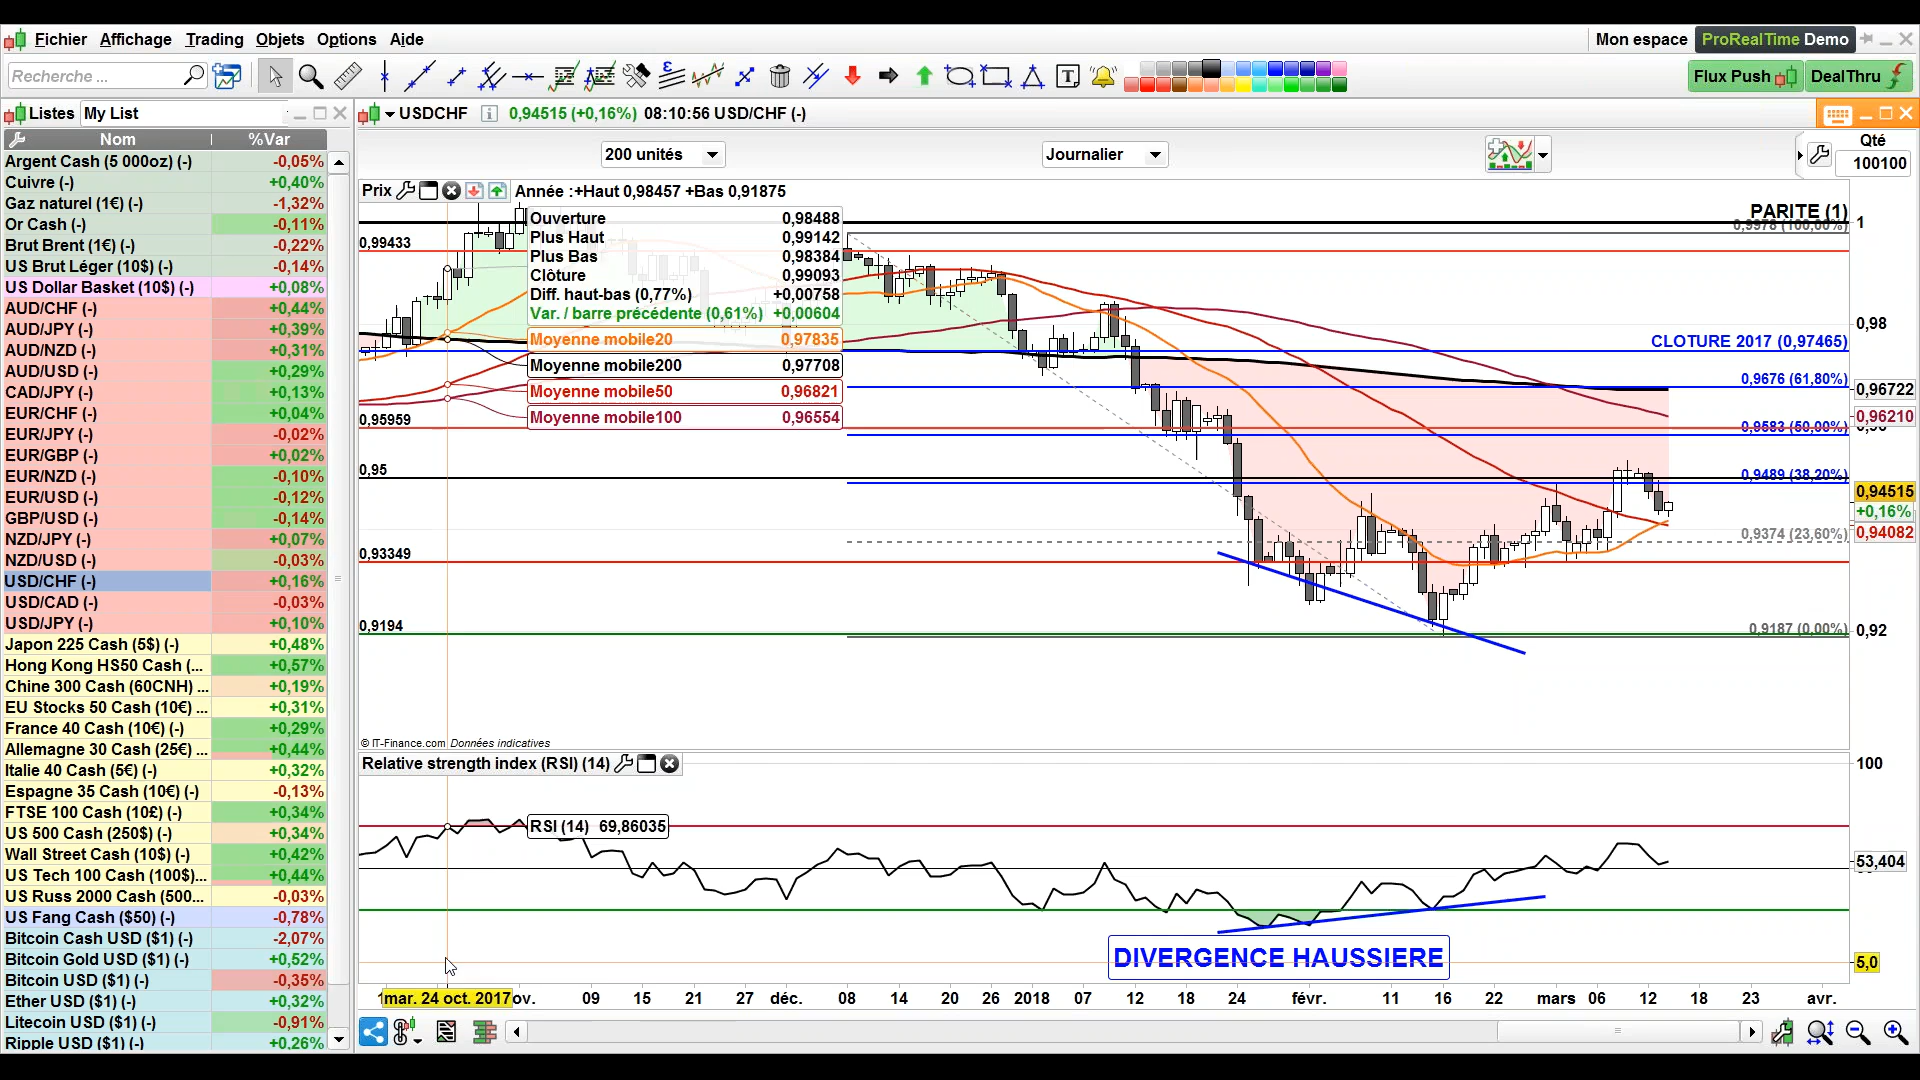 Fichier Affichage Trading Objets Options Aide
Mon espace ProRealTime Demo
Recherche ...
Flux Push DealThru
Listes My List
USDCHF 0,94515 (+0,16%) 08:10:56 USD/CHF (-)
Nom %Var
200 unités Journalier
Qté
100100
Argent Cash (5 000oz) (-) -0,05%
Cuivre (-) +0,40%
Gaz naturel (1€) (-) -1,32%
Or Cash (-) -0,11%
Brut Brent (1€) (-) -0,22%
US Brut Léger (10$) (-) -0,14%
US Dollar Basket (10$) (-) +0,08%
AUD/CHF (-) +0,44%
AUD/JPY (-) +0,39%
AUD/NZD (-) +0,31%
AUD/USD (-) +0,29%
CAD/JPY (-) +0,13%
EUR/CHF (-) +0,04%
EUR/JPY (-) -0,02%
EUR/GBP (-) +0,02%
EUR/NZD (-) -0,10%
EUR/USD (-) -0,12%
GBP/USD (-) -0,14%
NZD/JPY (-) +0,07%
NZD/USD (-) -0,03%
USD/CHF (-) +0,16%
USD/CAD (-) -0,03%
USD/JPY (-) +0,10%
Japon 225 Cash (5$) (-) +0,48%
Hong Kong HS50 Cash (... +0,57%
Chine 300 Cash (60CNH) ... +0,19%
EU Stocks 50 Cash (10€) ... +0,31%
France 40 Cash (10€) (-) +0,29%
Allemagne 30 Cash (25€) ... +0,44%
Italie 40 Cash (5€) (-) +0,32%
Espagne 35 Cash (10€) (-) -0,13%
FTSE 100 Cash (10£) (-) +0,34%
US 500 Cash (250$) (-) +0,34%
Wall Street Cash (10$) (-) +0,42%
US Tech 100 Cash (100$)... +0,44%
US Russ 2000 Cash (500... -0,03%
US Fang Cash ($50) (-) -0,78%
Bitcoin Cash USD ($1) (-) -2,07%
Bitcoin Gold USD ($1) (-) +0,52%
Bitcoin USD ($1) (-) -0,35%
Ether USD ($1) (-) +0,32%
Litecoin USD ($1) (-) -0,91%
Ripple USD ($1) (-) +0,26%
Prix Année :+Haut 0,98457 +Bas 0,91875
Ouverture 0,98488
Plus Haut 0,99142
Plus Bas 0,98384
Clôture 0,99093
Diff. haut-bas (0,77%) +0,00758
Var. / barre précédente (0,61%) +0,00604
Moyenne mobile20 0,97835
Moyenne mobile200 0,97708
Moyenne mobile50 0,96821
Moyenne mobile100 0,96554
0,99433
0,95959
0,95
0,93349
0,9194
PARITE (1)
0,9978 (100,00%)
CLOTURE 2017 (0,97465)
0,9676 (61,80%)
0,9583 (50,00%)
0,9489 (38,20%)
0,9374 (23,60%)
0,9187 (0,00%)
1
0,98
0,96722
0,96210
0,94515
+0,16%
0,94082
0,92
© IT-Finance.com Données indicatives
Relative strength index (RSI) (14)
RSI (14) 69,86035
DIVERGENCE HAUSSIERE
100
53,404
5,0
mar. 24 oct. 2017 ov. 09 15 21 27 déc. 08 14 20 26 2018 07 12 18 24 févr. 11 16 22 mars 06 12 18 23 avr.